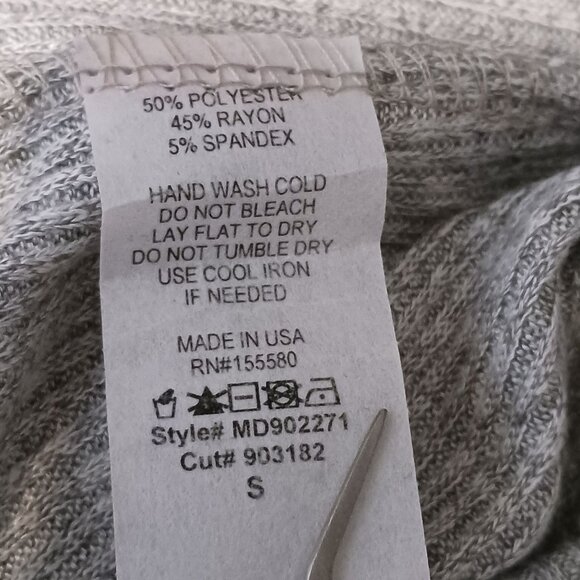 50% POLYESTER
45% RAYON
5% SPANDEX
HAND WASH COLD
DO NOT BLEACH
LAY FLAT TO DRY
DO NOT TUMBLE DRY
USE COOL IRON
IF NEEDED
MADE IN USA
RN#155580
Style# MD902271
Cut# 903182
S